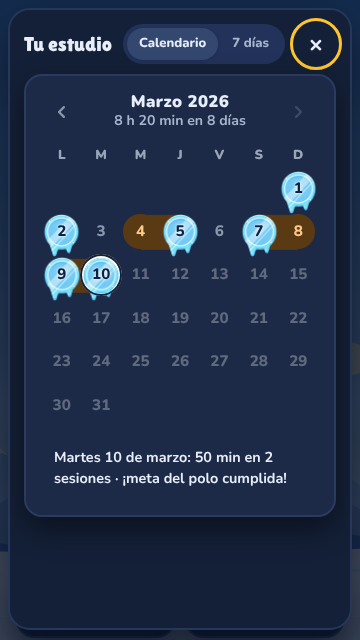 Tu estudio
Calendario
7 días
Marzo 2026
8 h 20 min en 8 días
L M M J V S D
1
2 3 4 5 6 7 8
9 10 11 12 13 14 15
16 17 18 19 20 21 22
23 24 25 26 27 28 29
30 31
Martes 10 de marzo: 50 min en 2
sesiones · ¡meta del polo cumplida!